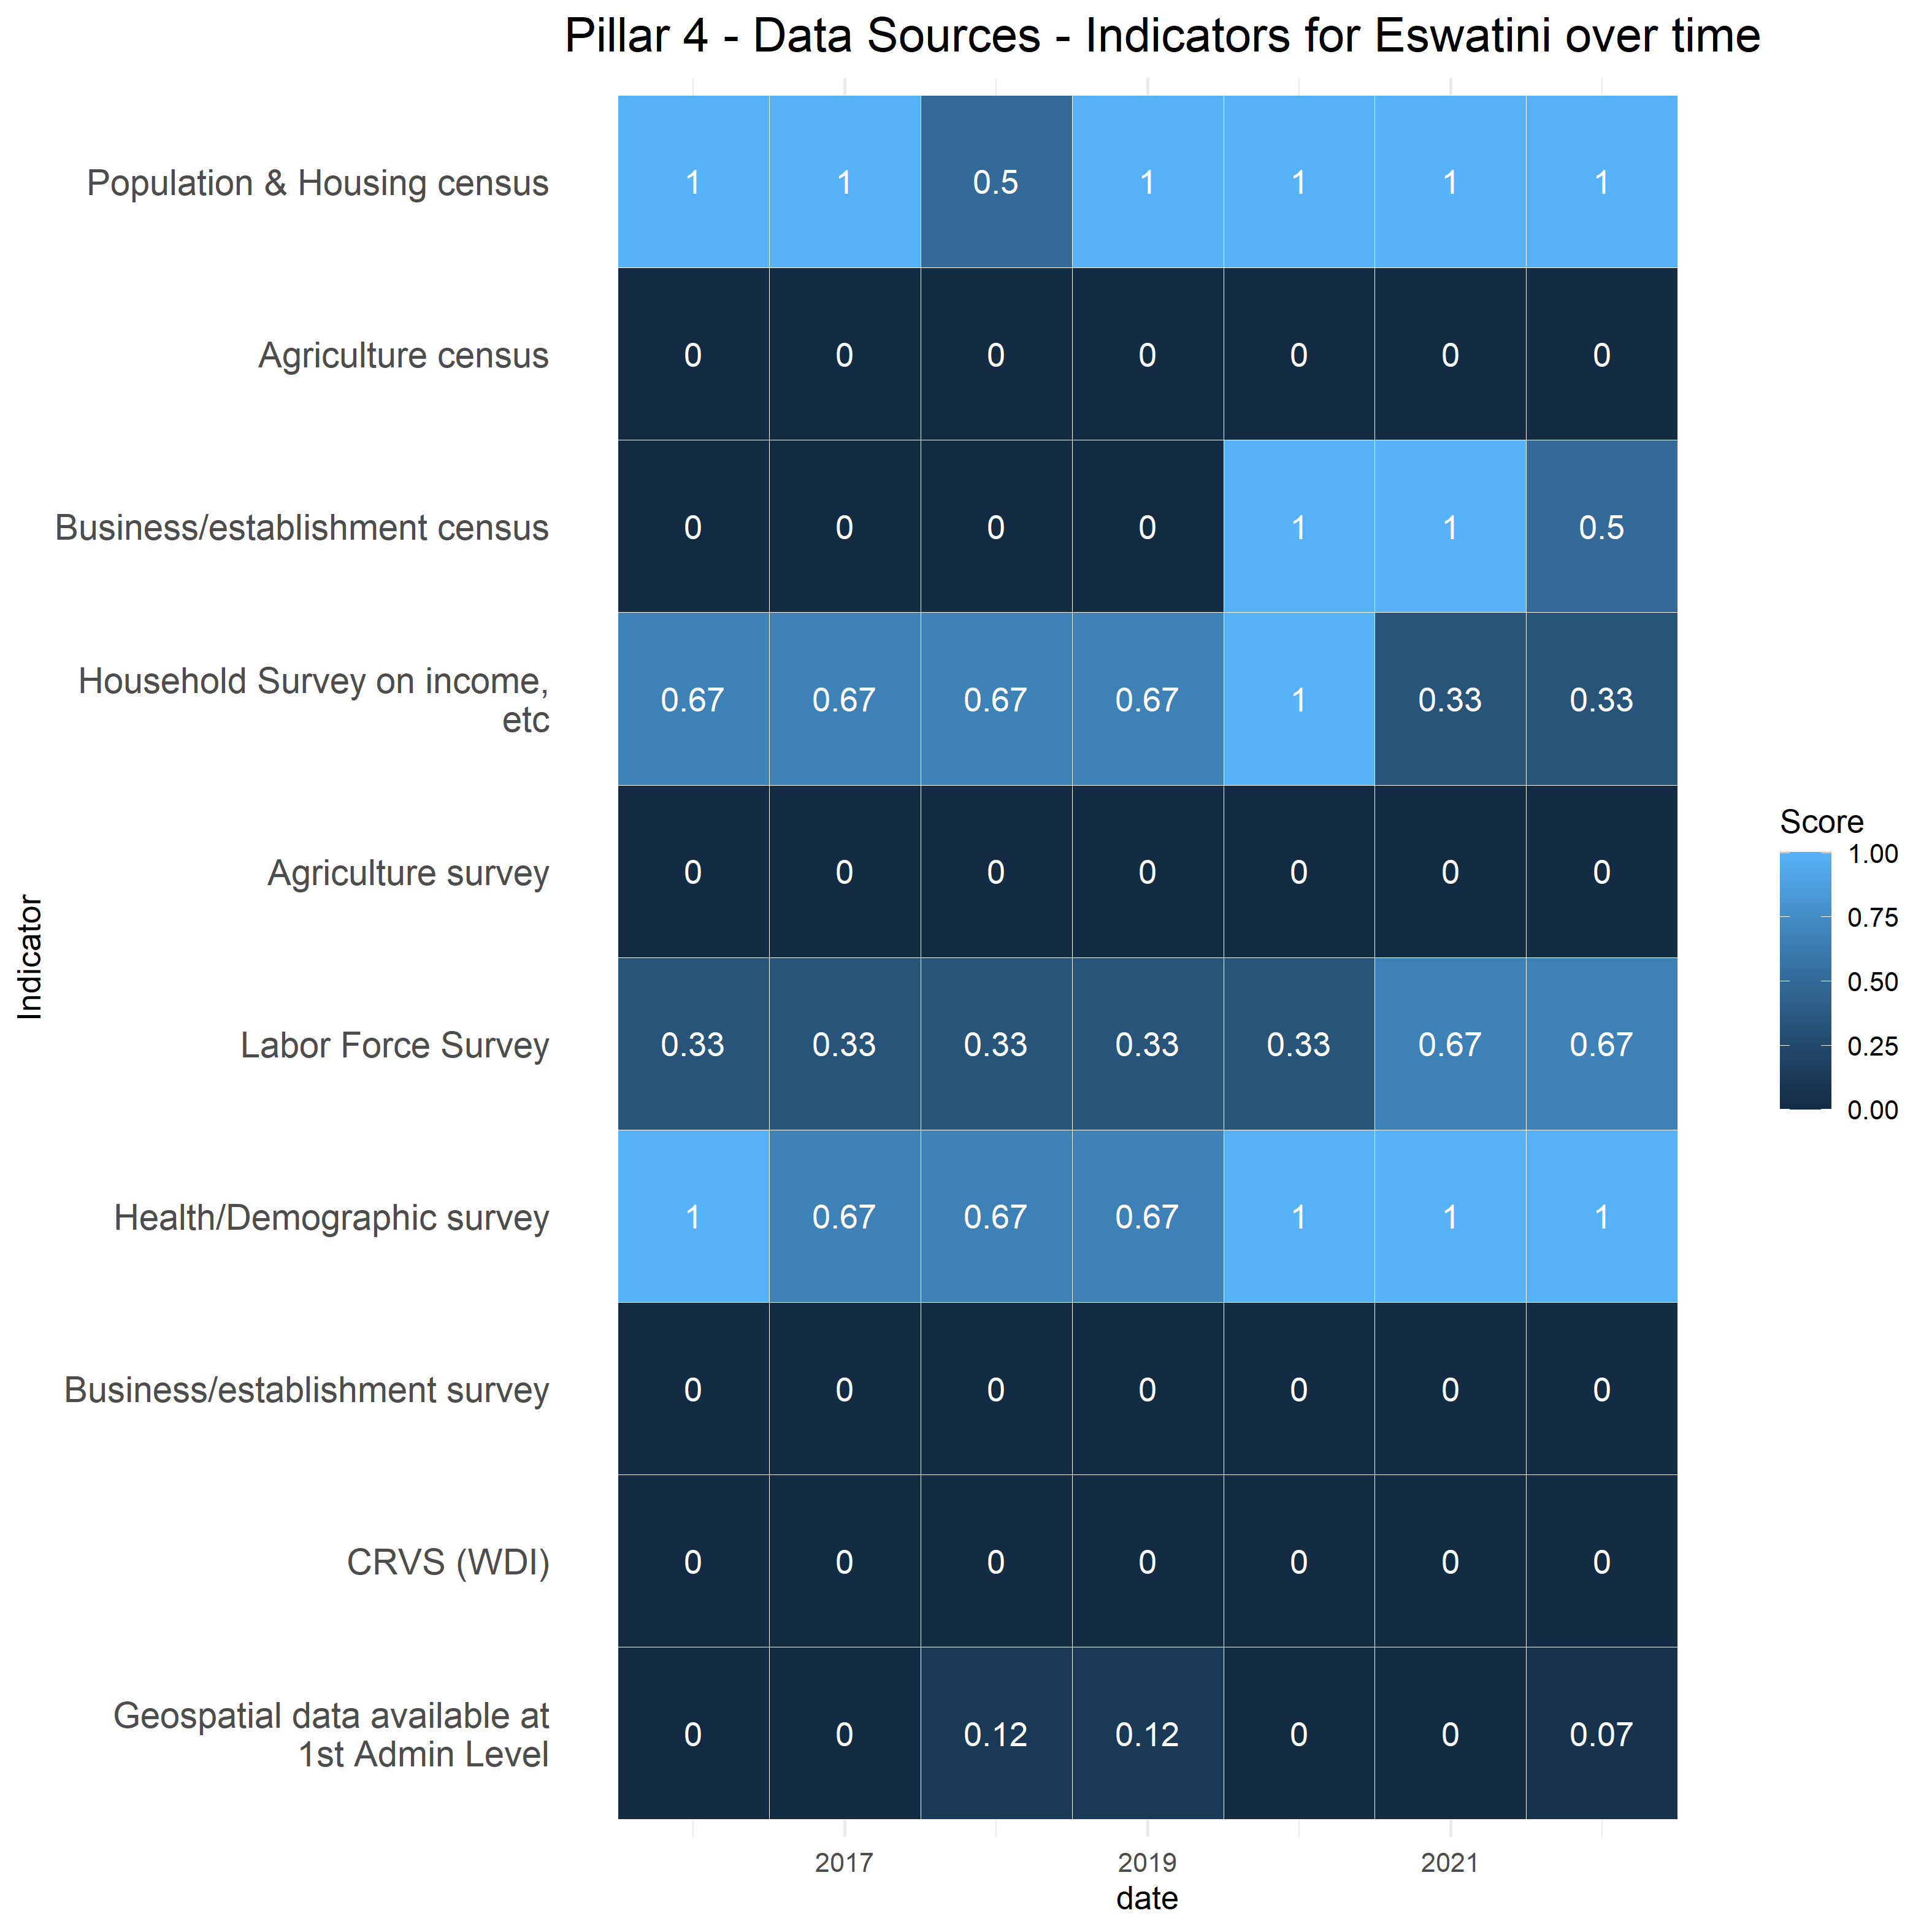 Pillar 4 - Data Sources - Indicators for Eswatini over time
Population & Housing census
1 1 0.5 1 1 1 1
Agriculture census
0 0 0 0 0 0 0
Business/establishment census
0 0 0 0 1 1 0.5
Household Survey on income,
etc
0.67 0.67 0.67 0.67 1 0.33 0.33
Agriculture survey
0 0 0 0 0 0 0
Labor Force Survey
0.33 0.33 0.33 0.33 0.33 0.67 0.67
Health/Demographic survey
1 0.67 0.67 0.67 1 1 1
Business/establishment survey
0 0 0 0 0 0 0
CRVS (WDI)
0 0 0 0 0 0 0
Geospatial data available at
1st Admin Level
0 0 0.12 0.12 0 0 0.07
2017 2019 2021
date
Indicator
Score
1.00
0.75
0.50
0.25
0.00